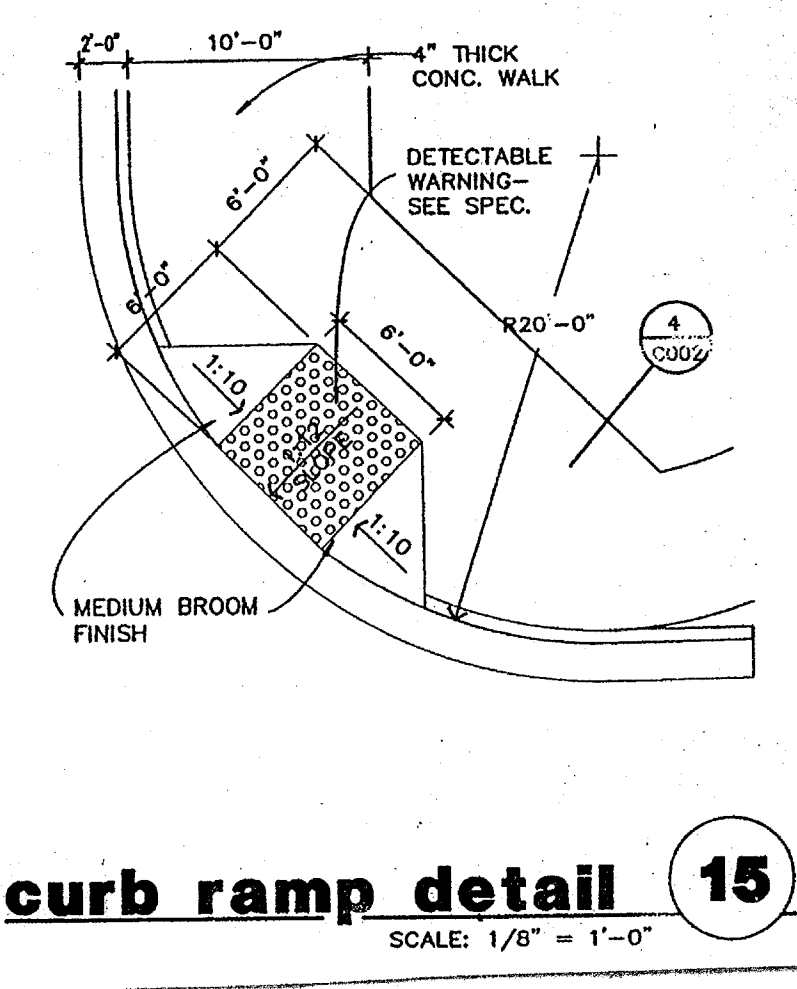 2'-0"
10'-0"
4" THICK
CONC. WALK
DETECTABLE
WARNING-
SEE SPEC.
6'-0"
6'-0"
6'-0"
R20'-0"
4
C002
1:10
SLOPE
1:10
MEDIUM BROOM
FINISH
curb ramp detail
15
SCALE: 1/8" = 1'-0"